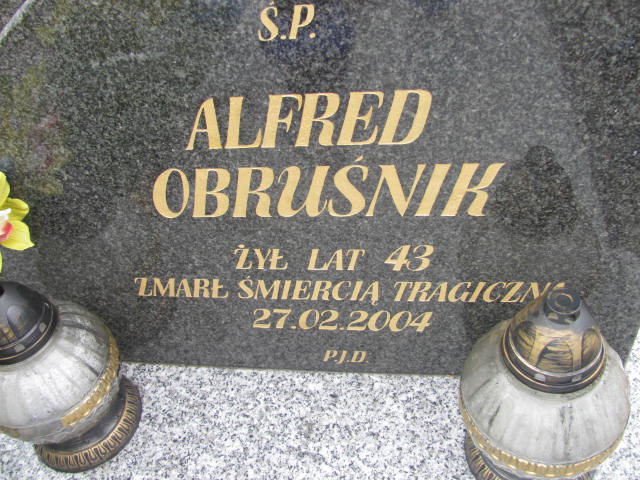 Ś.P.
ALFRED
OBRUŚNIK
ŻYŁ LAT 43
ZMARŁ ŚMIERCIĄ TRAGICZNĄ
27.02.2004
P.J.D.